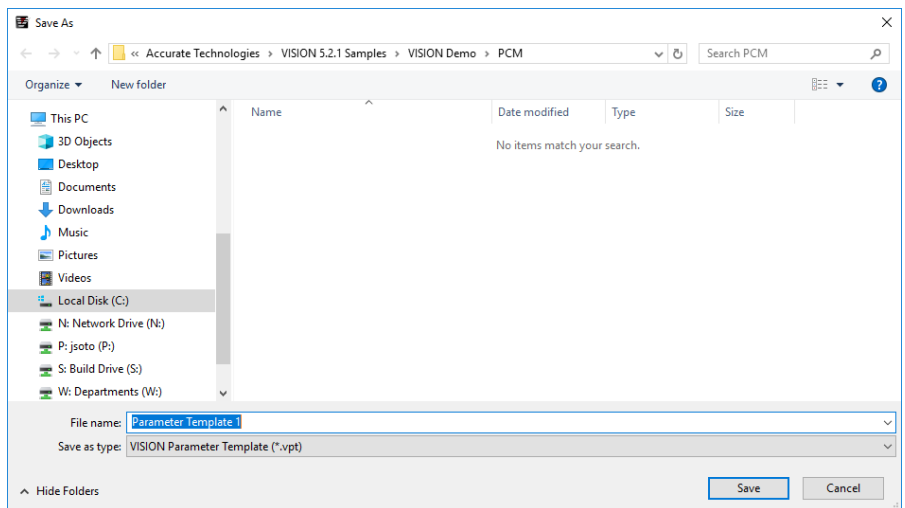 Save As
« Accurate Technologies › VISION 5.2.1 Samples › VISION Demo › PCM
Search PCM
Organize
New folder
?
Name
Date modified
Type
Size
No items match your search.
This PC
3D Objects
Desktop
Documents
Downloads
Music
Pictures
Videos
Local Disk (C:)
N: Network Drive (N:)
P: jsoto (P:)
S: Build Drive (S:)
W: Departments (W:)
File name: Parameter Template 1
Save as type: VISION Parameter Template (*.vpt)
Hide Folders
Save
Cancel